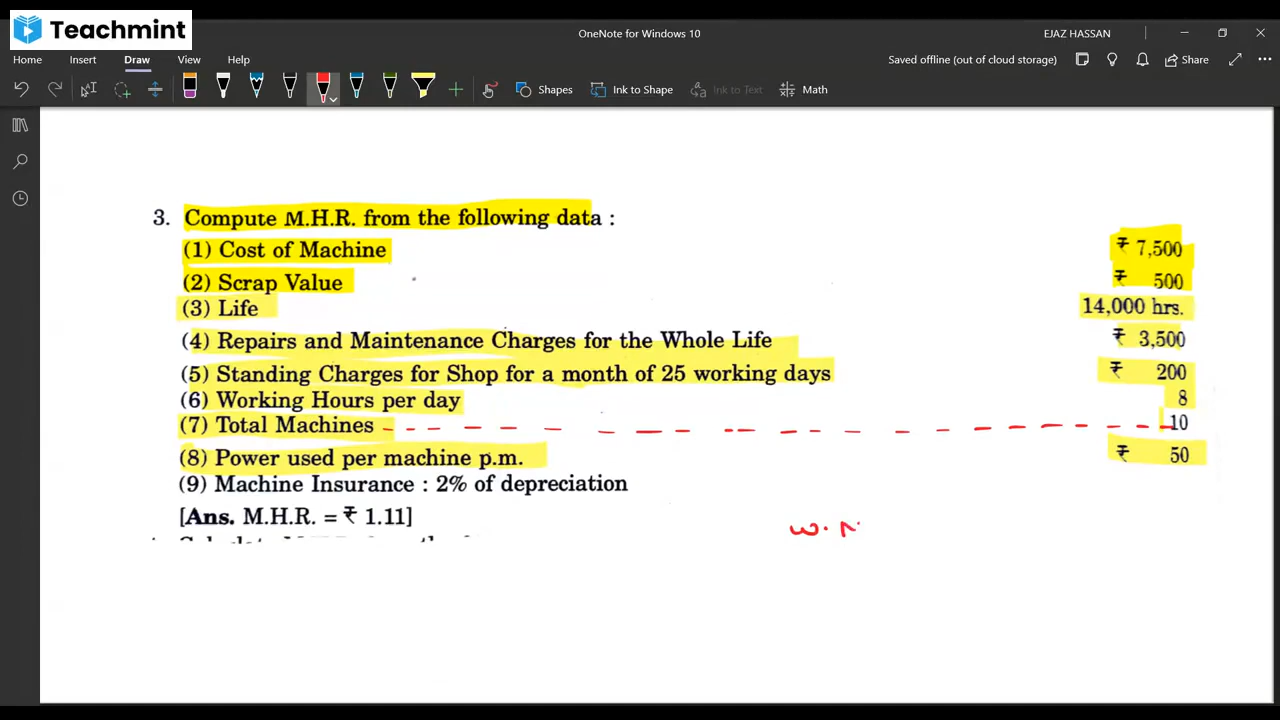 Teachmint
OneNote for Windows 10
EJAZ HASSAN
Home Insert Draw View Help
Saved offline (out of cloud storage)
Share
Shapes Ink to Shape Ink to Text Math
3. Compute M.H.R. from the following data :
(1) Cost of Machine ₹ 7,500
(2) Scrap Value ₹ 500
(3) Life 14,000 hrs.
(4) Repairs and Maintenance Charges for the Whole Life ₹ 3,500
(5) Standing Charges for Shop for a month of 25 working days ₹ 200
(6) Working Hours per day 8
(7) Total Machines 10
(8) Power used per machine p.m. ₹ 50
(9) Machine Insurance : 2% of depreciation
[Ans. M.H.R. = ₹ 1.11]